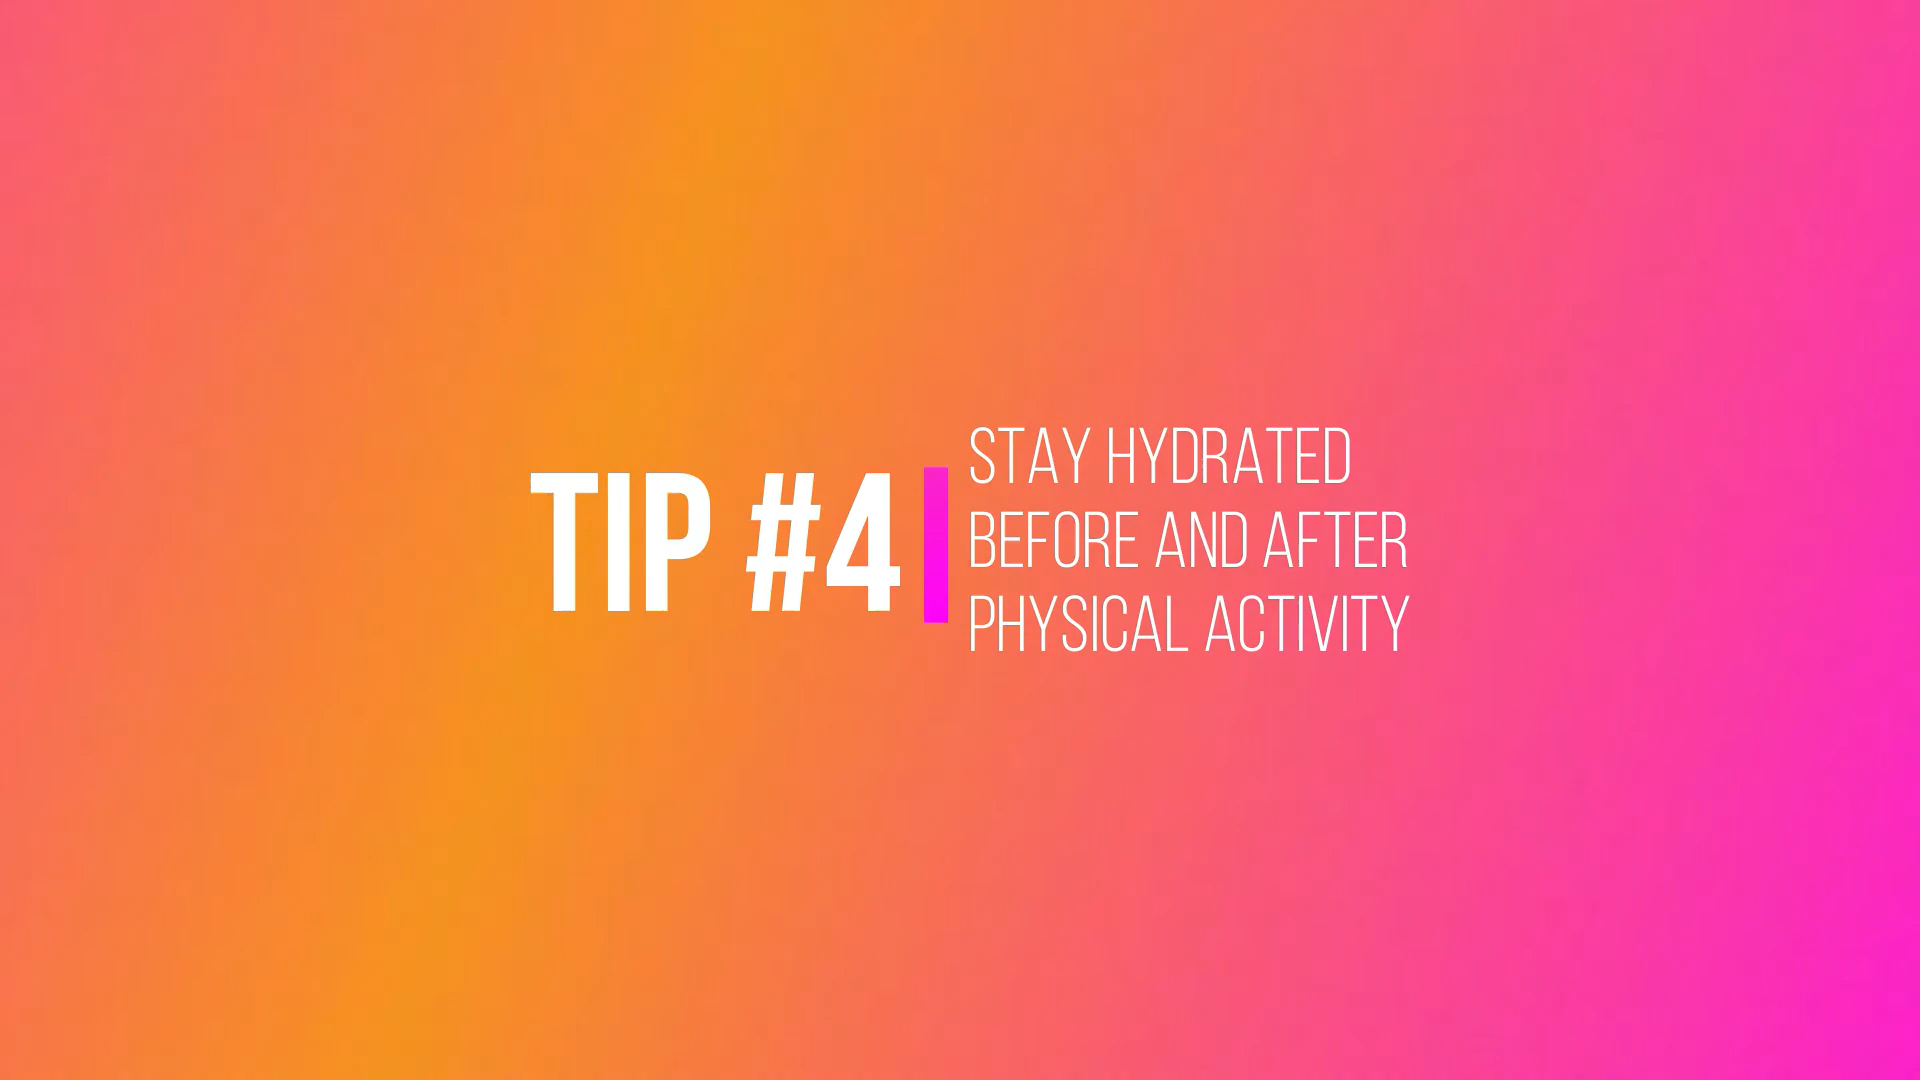 TIP #4
STAY HYDRATED
BEFORE AND AFTER
PHYSICAL ACTIVITY